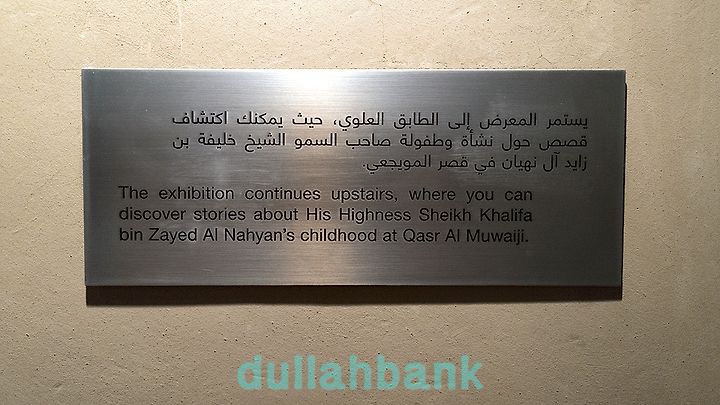 يستمر المعرض إلى الطابق العلوي، حيث يمكنك اكتشاف
قصص حول نشأة وطفولة صاحب السمو الشيخ خليفة بن
زايد آل نهيان في قصر المويجعي.
The exhibition continues upstairs, where you can
discover stories about His Highness Sheikh Khalifa
bin Zayed Al Nahyan's childhood at Qasr Al Muwaiji.
dullahbank